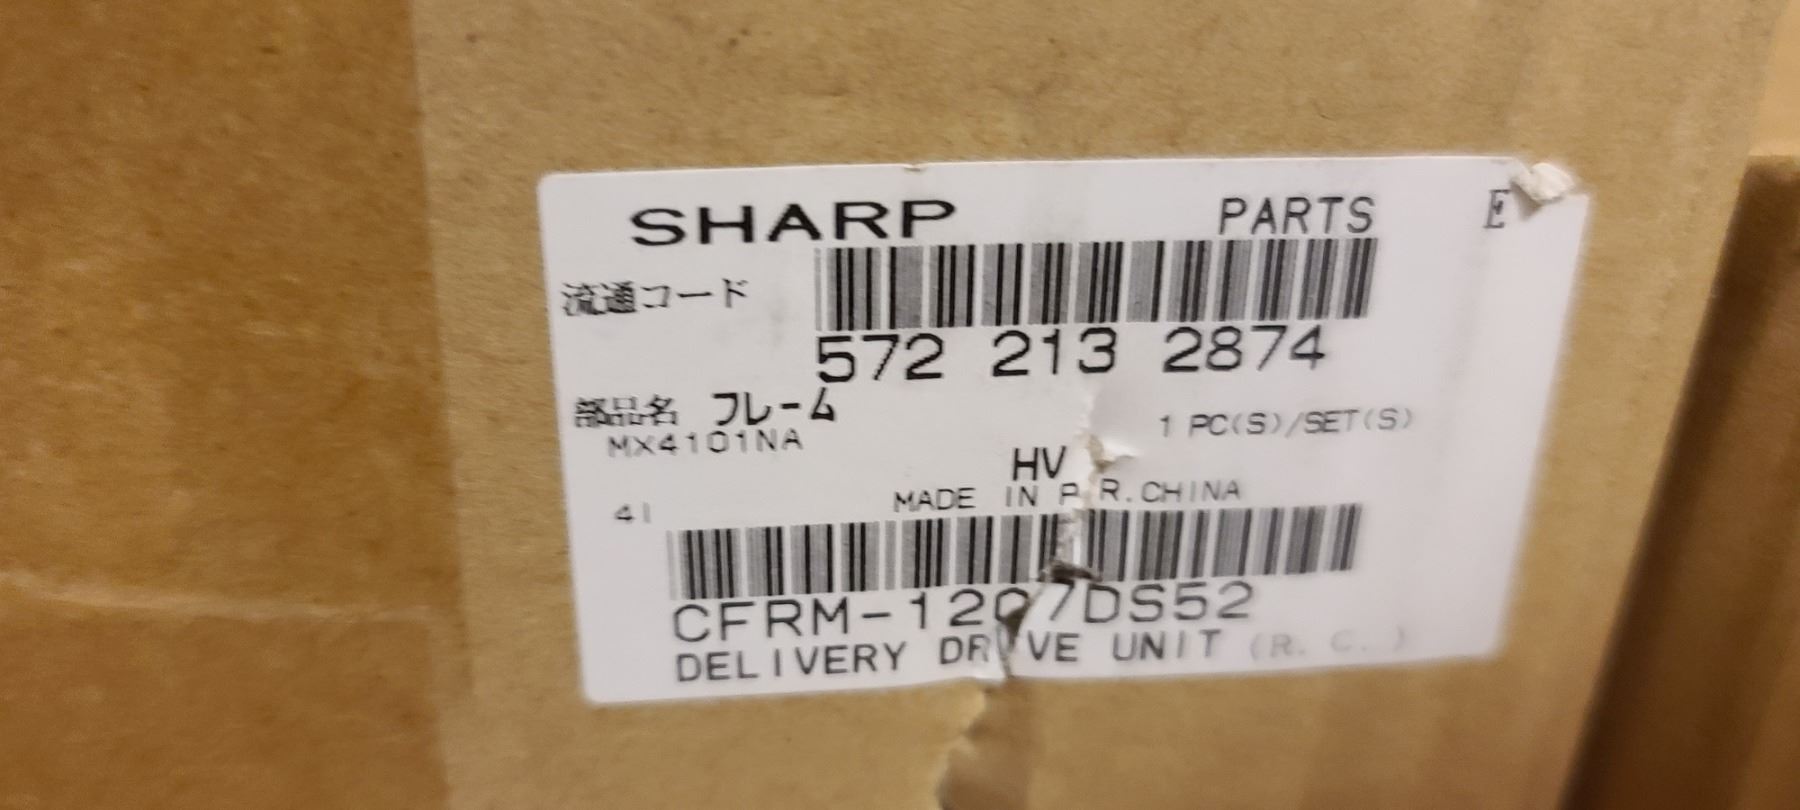 SHARP PARTS E
流通コード
572 213 2874
部品名 フレーム
MX4101NA 1 PC(S)/SET(S)
HV
41 MADE IN P.R.CHINA
CFRM-1207DS52
DELIVERY DRIVE UNIT (R. C. )